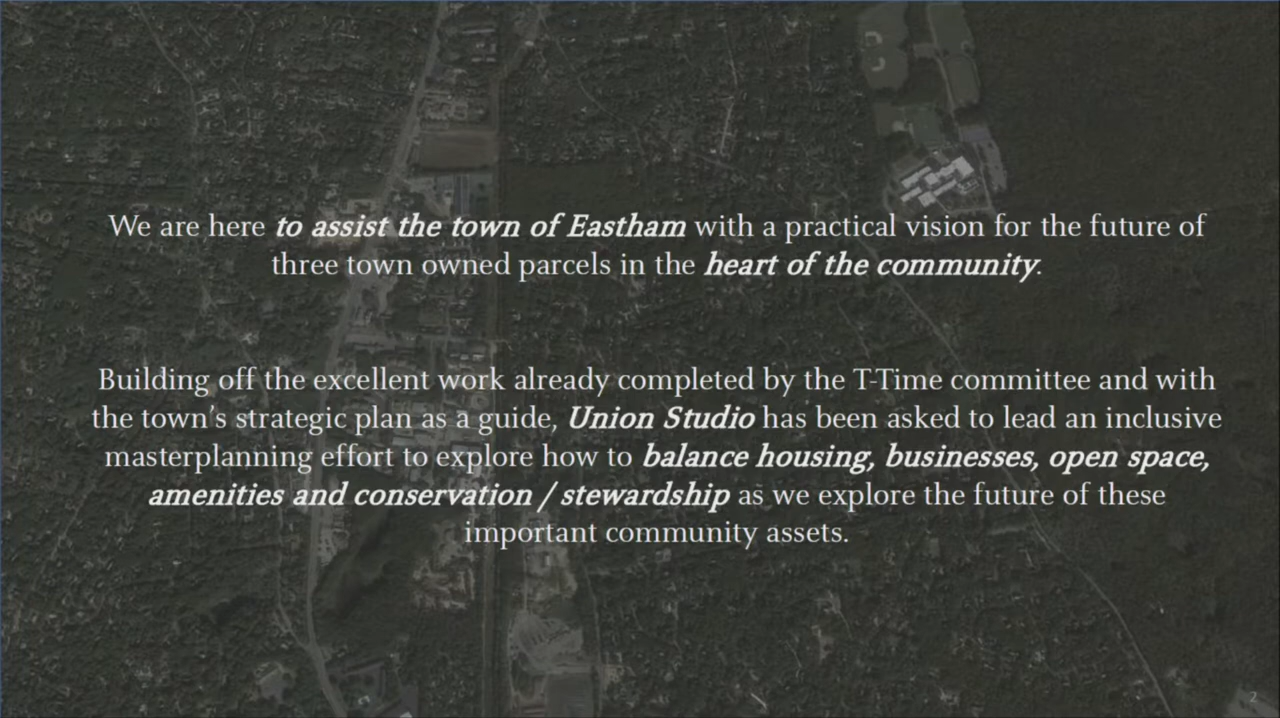 We are here to assist the town of Eastham with a practical vision for the future of
three town owned parcels in the heart of the community.
Building off the excellent work already completed by the T-Time committee and with
the town’s strategic plan as a guide, Union Studio has been asked to lead an inclusive
masterplanning effort to explore how to balance housing, businesses, open space,
amenities and conservation / stewardship as we explore the future of these
important community assets.
2